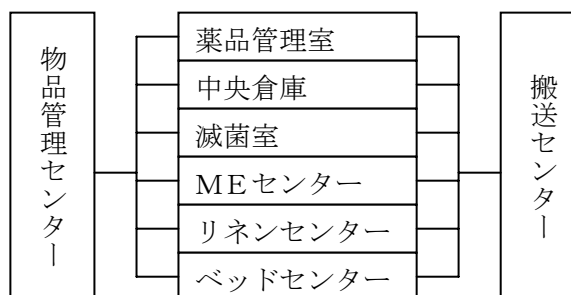 物品管理センター
薬品管理室
中央倉庫
滅菌室
ＭＥセンター
リネンセンター
ベッドセンター
搬送センター